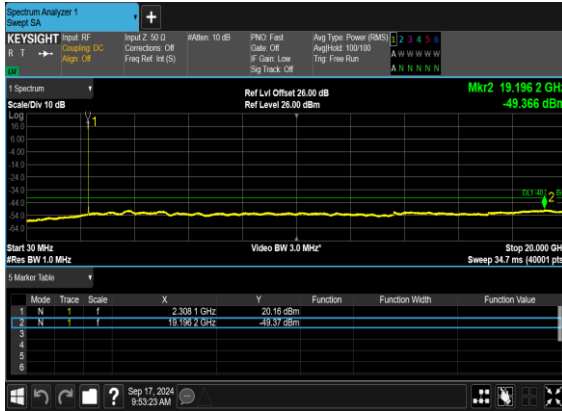 Spectrum Analyzer 1
Swept SA
+
KEYSIGHT Input: RF Input Z: 50 Ω #Atten: 10 dB PNO: Fast Avg Type: Power (RMS) 1 2 3 4 5 6
R T Coupling: DC Corrections: Off Gate: Off Avg|Hold: 100/100 A W W W W W
Align: Off Freq Ref: Int (S) IF Gain: Low Trig: Free Run
Sig Track: Off A N N N N N
1 Spectrum Ref Lvl Offset 26.00 dB Mkr2 19.196 2 GHz
Scale/Div 10 dB Ref Level 26.00 dBm -49.366 dBm
Log
16.0 1
6.00
-4.00
-14.0
-24.0
-34.0
-44.0 2
-54.0
-64.0
Start 30 MHz Video BW 3.0 MHz* Stop 20.000 GH
#Res BW 1.0 MHz Sweep 34.7 ms (40001 pts
5 Marker Table
Mode Trace Scale X Y Function Function Width Function Value
1 N 1 f 2.308 1 GHz 20.16 dBm
2 N 1 f 19.196 2 GHz -49.37 dBm
3
4
5
6
? Sep 17, 2024
9:53:23 AM